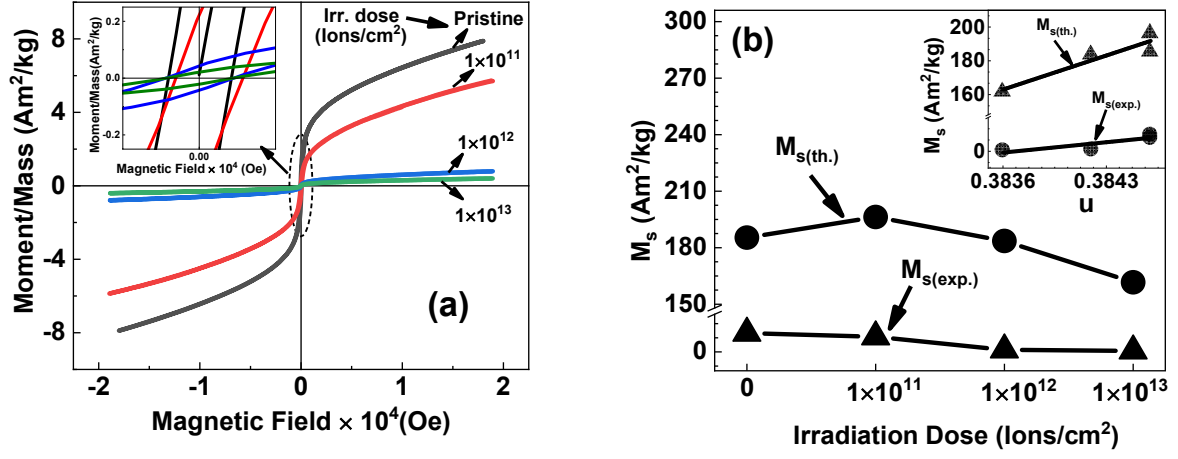 Moment/Mass (Am²/kg)
8
4
0
-4
-8
-2
-1
0
1
2
Magnetic Field × 10⁴(Oe)
Irr. dose
(Ions/cm²)
Pristine
1×10¹¹
1×10¹²
1×10¹³
(a)
Moment/Mass(Am²/kg)
0.2
0.0
-0.2
0.00
Magnetic Field × 10⁴ (Oe)
(b)
Mₛ (Am²/kg)
300
270
240
210
180
150
0
0
1×10¹¹
1×10¹²
1×10¹³
Irradiation Dose (Ions/cm²)
Mₛ₍th.₎
Mₛ₍exp.₎
Mₛ (Am²/kg)
200
180
160
0
0.3836
0.3843
u
Mₛ(th.)
Mₛ(exp.)